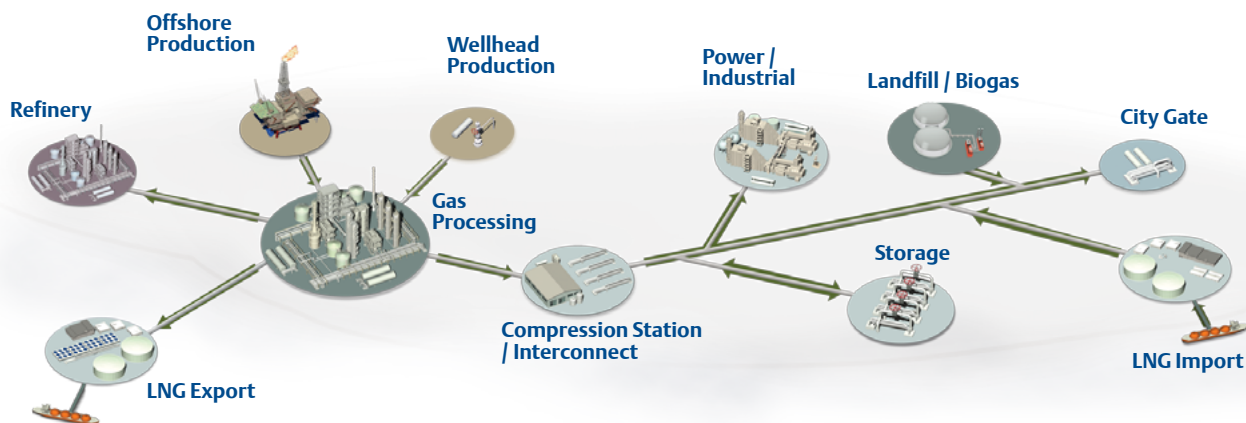 Offshore
Production
Wellhead
Production
Power /
Industrial
Landfill / Biogas
City Gate
Refinery
Gas
Processing
Storage
Compression Station
/ Interconnect
LNG Import
LNG Export